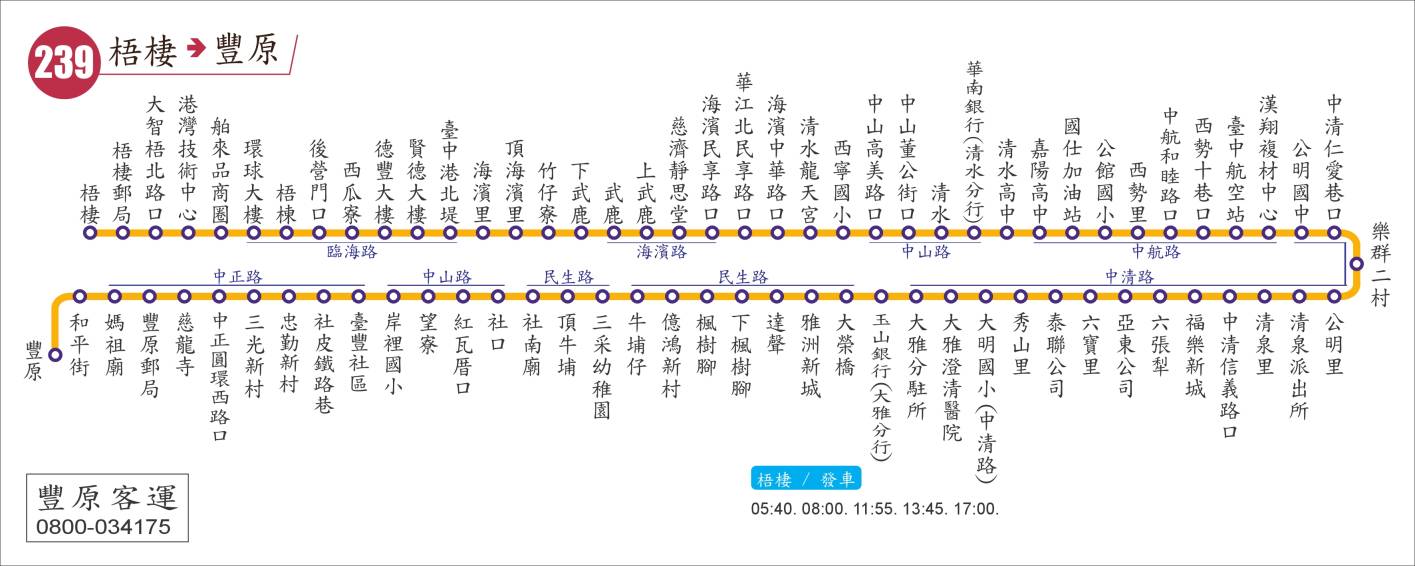 239 梧棲➔豐原
梧棲
梧棲郵局
大智梧北路口
港灣技術中心
舶來品商圈
環球大樓
梧棟
後營門口
西瓜寮
德豐大樓
賢德大樓
臺中港北堤
海濱里
頂海濱里
竹仔寮
下武鹿
武鹿
上武鹿
慈濟靜思堂
海濱民享路口
華江北民享路口
海濱中華路口
清水龍天宮
西寧國小
中山高美路口
中山董公街口
清水
華南銀行(清水分行)
清水高中
嘉陽高中
國仕加油站
公館國小
西勢里
中航和睦路口
西勢十巷口
臺中航空站
漢翔複材中心
公明國中
中清仁愛巷口
樂群二村
臨海路
海濱路
中山路
中航路
中正路
中山路
民生路
民生路
中清路
豐原
和平街
媽祖廟
豐原郵局
慈龍寺
中正圓環西路口
三光新村
忠勤新村
社皮鐵路巷
臺豐社區
岸裡國小
望寮
紅瓦厝口
社口
社南廟
頂牛埔
三采幼稚園
牛埔仔
億鴻新村
楓樹腳
下楓樹腳
達聲
雅洲新城
大榮橋
玉山銀行(大雅分行)
大雅分駐所
大雅澄清醫院
大明國小(中清路)
秀山里
泰聯公司
六寶里
亞東公司
六張犁
福樂新城
中清信義路口
清泉里
清泉派出所
公明里
梧棲 / 發車
05:40. 08:00. 11:55. 13:45. 17:00.
豐原客運
0800-034175